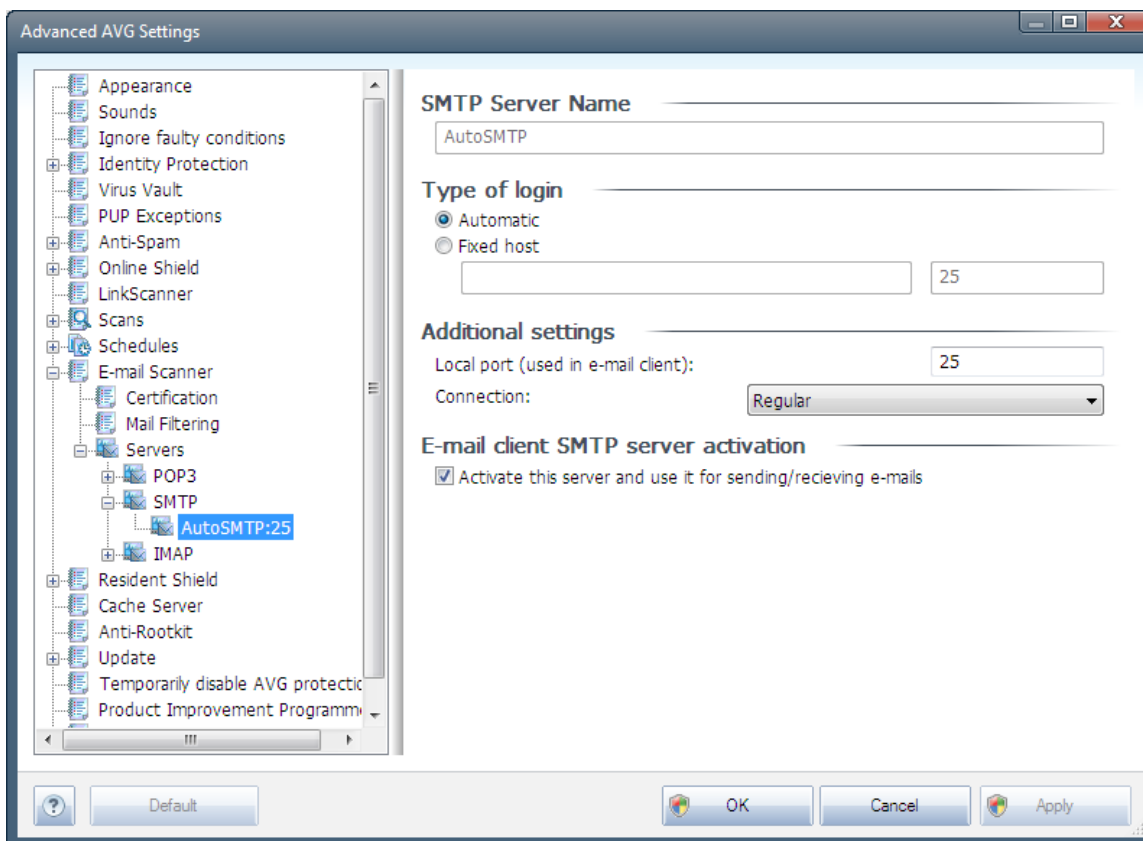 Advanced AVG Settings
Appearance
Sounds
Ignore faulty conditions
Identity Protection
Virus Vault
PUP Exceptions
Anti-Spam
Online Shield
LinkScanner
Scans
Schedules
E-mail Scanner
Certification
Mail Filtering
Servers
POP3
SMTP
AutoSMTP:25
IMAP
Resident Shield
Cache Server
Anti-Rootkit
Update
Temporarily disable AVG protectic
Product Improvement Programm
SMTP Server Name
AutoSMTP
Type of login
Automatic
Fixed host
25
Additional settings
Local port (used in e-mail client): 25
Connection: Regular
E-mail client SMTP server activation
Activate this server and use it for sending/recieving e-mails
? Default OK Cancel Apply